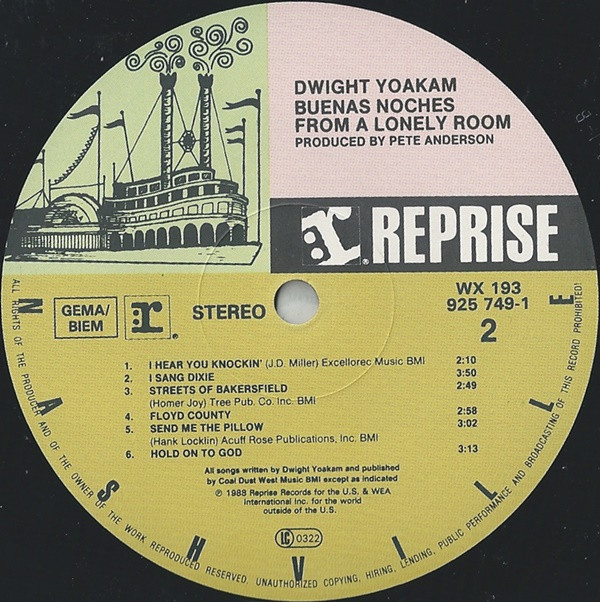 DWIGHT YOAKAM
BUENAS NOCHES
FROM A LONELY ROOM
PRODUCED BY PETE ANDERSON
r
® REPRISE
GEMA/
BIEM
r
®
STEREO
WX 193
925 749-1
2
1. I HEAR YOU KNOCKIN' (J.D. Miller) Excellorec Music BMI 2:10
2. I SANG DIXIE 3:50
3. STREETS OF BAKERSFIELD 2:49
(Homer Joy) Tree Pub. Co. Inc. BMI
4. FLOYD COUNTY 2:58
5. SEND ME THE PILLOW 3:02
(Hank Locklin) Acuff Rose Publications, Inc. BMI
6. HOLD ON TO GOD 3:13
All songs written by Dwight Yoakam and published
by Coal Dust West Music BMI except as indicated
℗ 1988 Reprise Records for the U.S. & WEA
International Inc. for the world
outside of the U.S.
LC 0322
NASHVILLE
ALL RIGHTS OF THE PRODUCER AND OF THE OWNER OF THE WORK REPRODUCED RESERVED. UNAUTHORIZED COPYING, HIRING, LENDING, PUBLIC PERFORMANCE AND BROADCASTING OF THIS RECORD PROHIBITED!